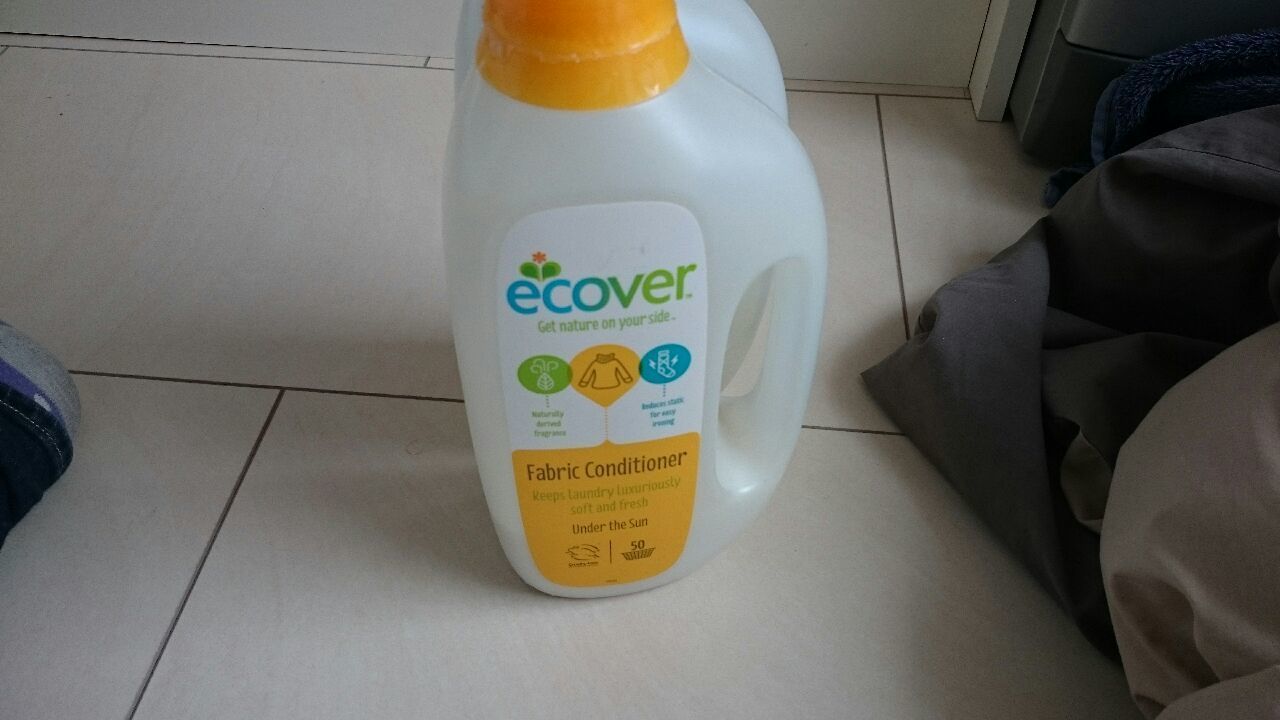 ecover
Get nature on your side
Naturally
derived
fragrance
Reduces static
for easy
ironing
Fabric Conditioner
Keeps laundry luxuriously
soft and fresh
Under the Sun
50